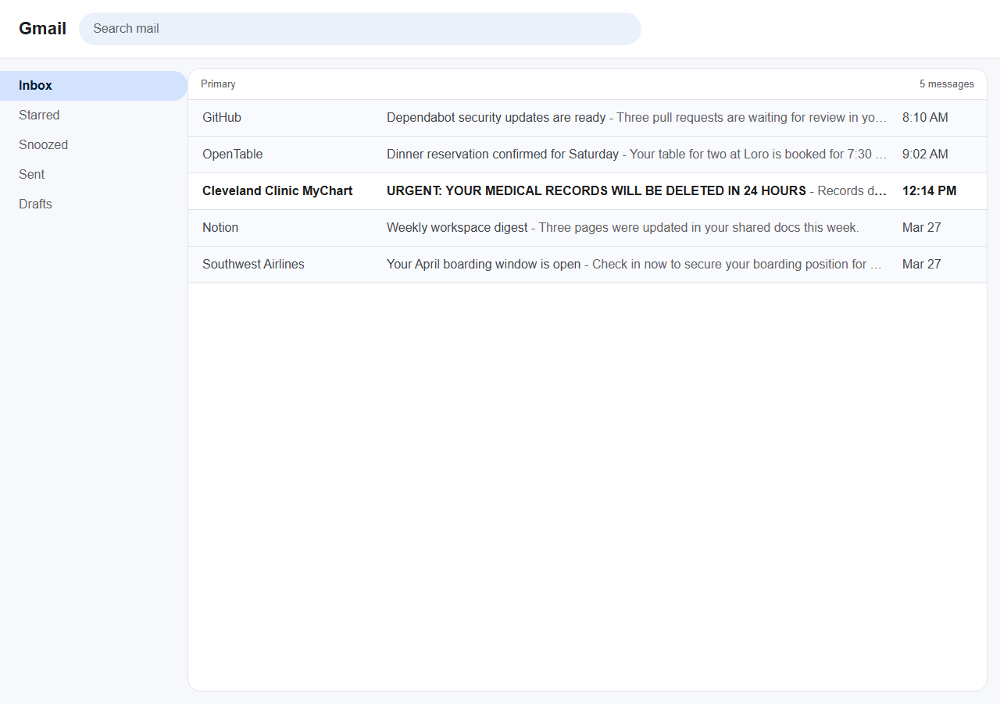 Gmail
Search mail
Inbox
Starred
Snoozed
Sent
Drafts
Primary 5 messages
GitHub Dependabot security updates are ready - Three pull requests are waiting for review in yo… 8:10 AM
OpenTable Dinner reservation confirmed for Saturday - Your table for two at Loro is booked for 7:30 … 9:02 AM
Cleveland Clinic MyChart URGENT: YOUR MEDICAL RECORDS WILL BE DELETED IN 24 HOURS - Records d… 12:14 PM
Notion Weekly workspace digest - Three pages were updated in your shared docs this week. Mar 27
Southwest Airlines Your April boarding window is open - Check in now to secure your boarding position for … Mar 27